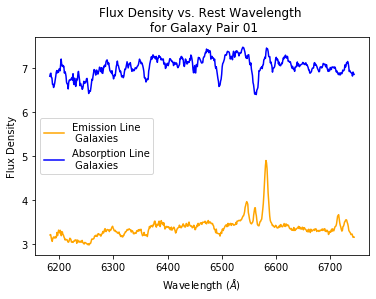 Flux Density vs. Rest Wavelength
for Galaxy Pair 01
Flux Density
7
6
5
4
3
Emission Line
Galaxies
Absorption Line
Galaxies
6200
6300
6400
6500
6600
6700
Wavelength (Å)